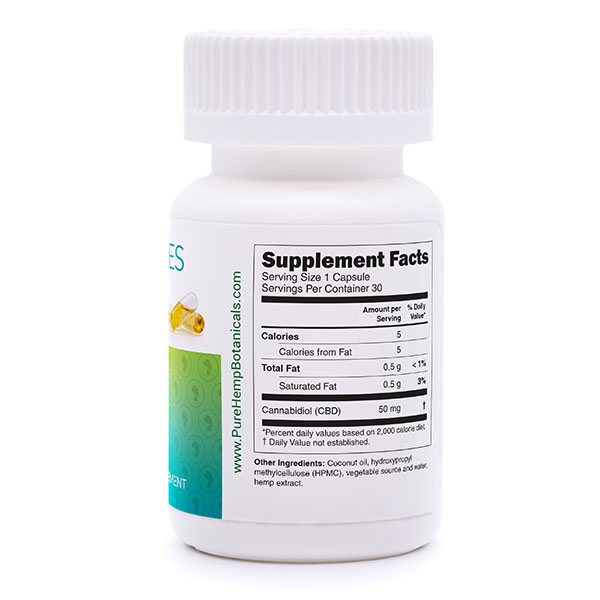 ES
EMENT
www.PureHempBotanicals.com
Supplement Facts
Serving Size 1 Capsule
Servings Per Container 30
Amount per Serving % Daily Value*
Calories 5
Calories from Fat 5
Total Fat 0.5 g < 1%
Saturated Fat 0.5 g 3%
Cannabidiol (CBD) 50 mg †
*Percent daily values based on 2,000 calorie diet.
† Daily Value not established.
Other Ingredients: Coconut oil, hydroxypropyl
methylcellulose (HPMC), vegetable source and water,
hemp extract.